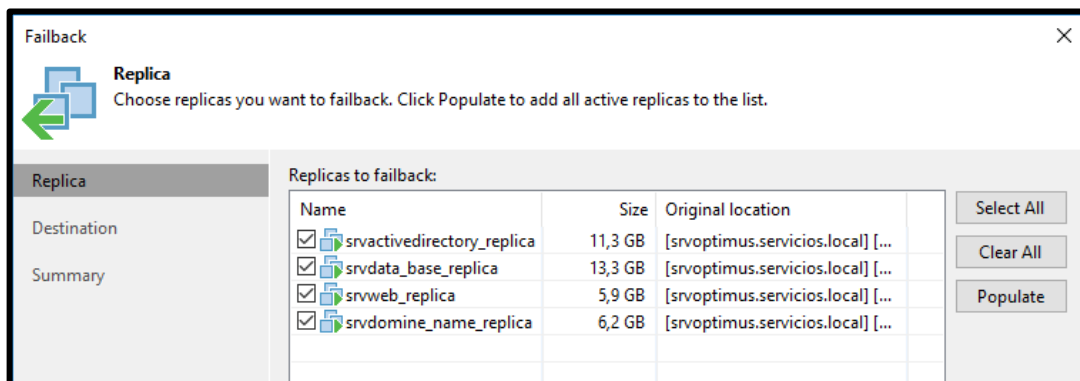 Failback
Replica
Choose replicas you want to failback. Click Populate to add all active replicas to the list.
Replica
Destination
Summary
Replicas to failback:
Name Size Original location
srvactivedirectory_replica 11,3 GB [srvoptimus.servicios.local] [...
srvdata_base_replica 13,3 GB [srvoptimus.servicios.local] [...
srvweb_replica 5,9 GB [srvoptimus.servicios.local] [...
srvdomine_name_replica 6,2 GB [srvoptimus.servicios.local] [...
Select All
Clear All
Populate